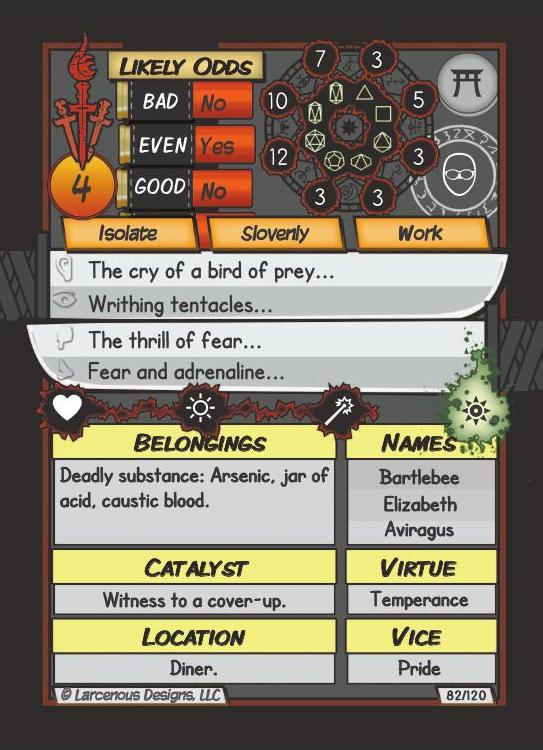 LIKELY ODDS
BAD No
EVEN Yes
GOOD No
4
7
3
10
5
12
3
3
3
Isolate
Slovenly
Work
The cry of a bird of prey...
Writhing tentacles...
The thrill of fear...
Fear and adrenaline...
BELONGINGS
Deadly substance: Arsenic, jar of
acid, caustic blood.
NAMES
Bartlebee
Elizabeth
Aviragus
CATALYST
Witness to a cover-up.
VIRTUE
Temperance
LOCATION
Diner.
VICE
Pride
© Larcenous Designs, LLC
82/120